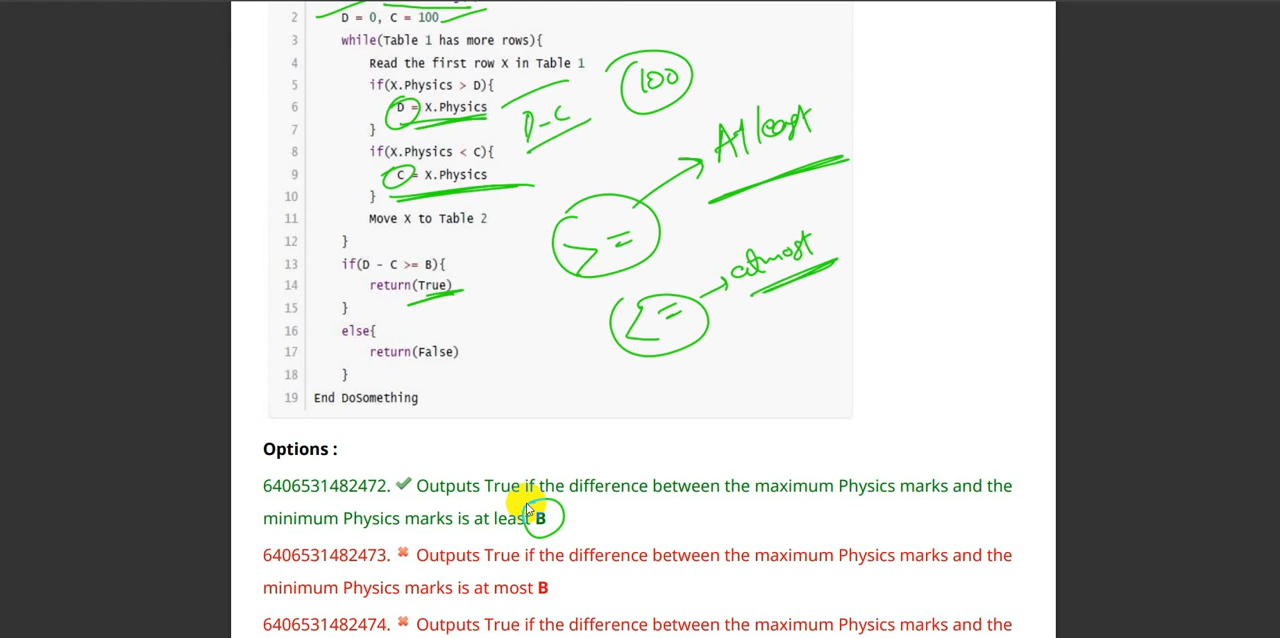 2 D = 0, C = 100
3 while(Table 1 has more rows){
4 Read the first row X in Table 1
5 if(X.Physics > D){
6 D = X.Physics
7 }
8 if(X.Physics < C){
9 C = X.Physics
10 }
11 Move X to Table 2
12 }
13 if(D - C >= B){
14 return(True)
15 }
16 else{
17 return(False)
18 }
19 End DoSomething
100
D-C
At least
>=
atmost
<=
Options :
6406531482472. ✔ Outputs True if the difference between the maximum Physics marks and the
minimum Physics marks is at least B
6406531482473. ✖ Outputs True if the difference between the maximum Physics marks and the
minimum Physics marks is at most B
6406531482474. ✖ Outputs True if the difference between the maximum Physics marks and the